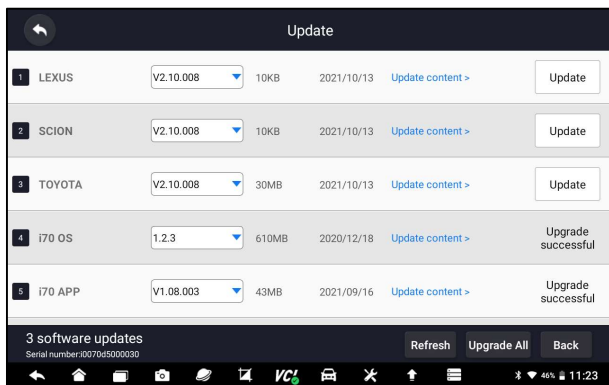 Update
1 LEXUS V2.10.008 10KB 2021/10/13 Update content > Update
2 SCION V2.10.008 10KB 2021/10/13 Update content > Update
3 TOYOTA V2.10.008 30MB 2021/10/13 Update content > Update
4 i70 OS 1.2.3 610MB 2020/12/18 Update content > Upgrade
successful
5 i70 APP V1.08.003 43MB 2021/09/16 Update content > Upgrade
successful
3 software updates
Serial number:i0070d5000030
Refresh Upgrade All Back
VC 46% 11:23